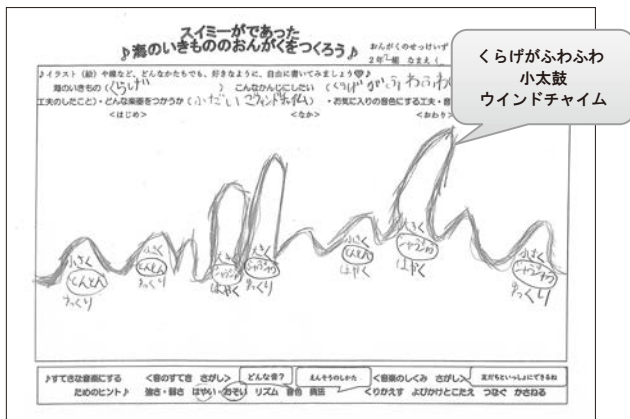 スイミーがであった
♪海のいきもののおんがくをつくろう♪
おんがくのせっけいず
2年2組 なまえ(
くらげがふわふわ
小太鼓
ウインドチャイム
♪イラスト(絵)や線など、どんなかたちでも、好きなように、自由に書いてみましょう♡♪
海のいきもの(くらげ) こんなかんじにしたい (くらげがふわふわ
工夫のしたこと)・どんな楽器をつかうか( ウィンドチャイム) ・お気に入りの音色にする工夫・音
<はじめ> <なか> <おわり>
小さく とんとん ゆっくり
小さく とんとん ゆっくり
大きく はやく
大きく ゆっくり
小さく とんとん はやく
大きく はやく
小さく ゆっくり
♪すてきな音楽にする <音のすてき さがし> どんな音? えんそうのしかた <音楽のしくみ さがし> 友だちといっしょにできるね
ためのヒント♪ 強さ・弱さ はやい・おそい リズム 音色 奏法 くりかえす よびかけとこたえ つなぐ かさねる